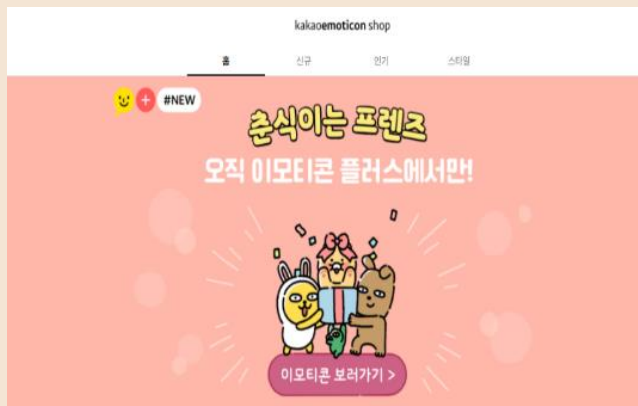 kakaoemoticon shop
홈 신규 인기 스타일
#NEW
춘식이는 프렌즈
오직 이모티콘 플러스에서만!
이모티콘 보러가기 >